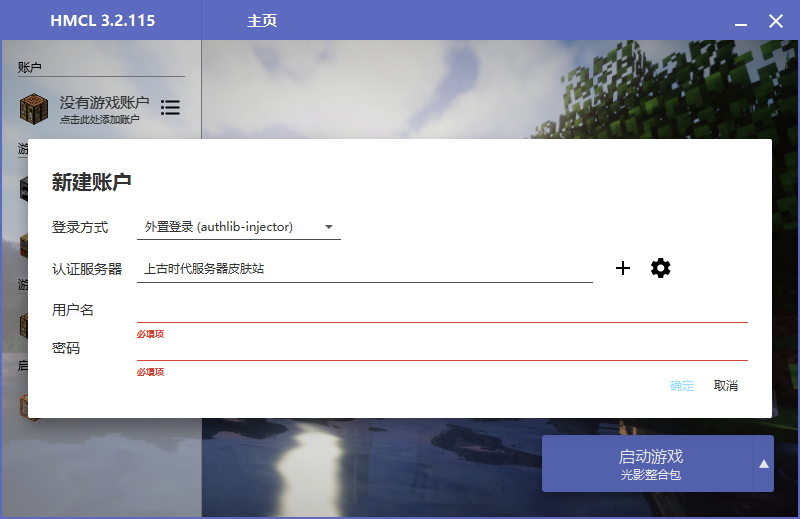 HMCL 3.2.115
主页
账户
没有游戏账户
点击此处添加账户
游
新建账户
登录方式
外置登录 (authlib-injector)
认证服务器
上古时代服务器皮肤站
用户名
必填项
密码
必填项
确定
取消
游
启
启动游戏
光影整合包